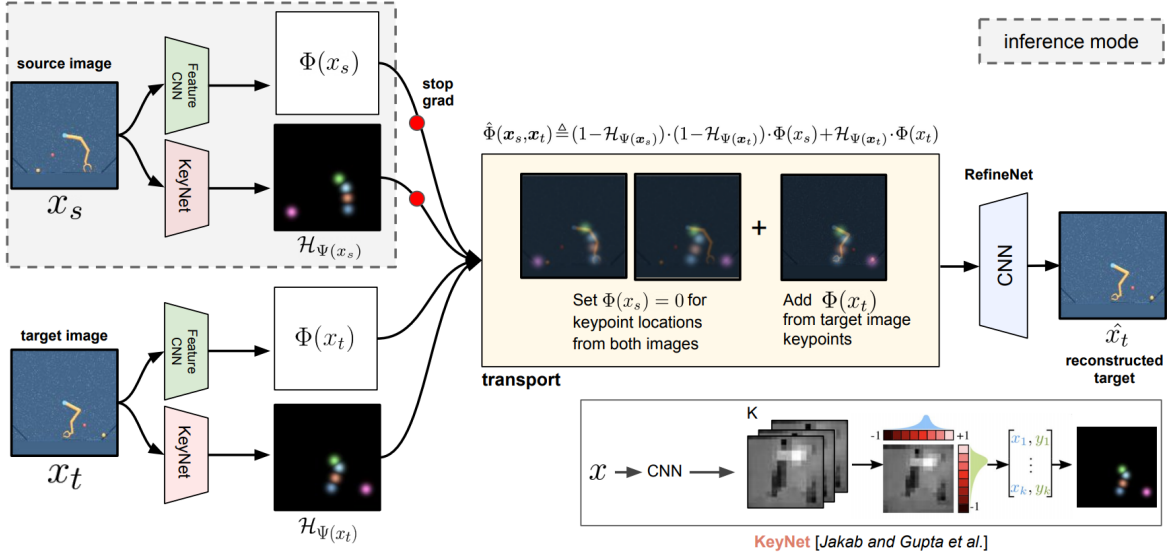 source image
x_s
Feature
CNN
KeyNet
Φ(x_s)
H_Ψ(x_s)
stop
grad
inference mode
target image
x_t
Feature
CNN
KeyNet
Φ(x_t)
H_Ψ(x_t)
Φ̂(x_s,x_t)≜(1−H_Ψ(x_s))·(1−H_Ψ(x_t))·Φ(x_s)+H_Ψ(x_t)·Φ(x_t)
+
Set Φ(x_s) = 0 for
keypoint locations
from both images
Add Φ(x_t)
from target image
keypoints
transport
RefineNet
CNN
x̂_t
reconstructed
target
x
CNN
K
-1
+1
+1
-1
x_1, y_1
⋮
x_k, y_k
KeyNet [Jakab and Gupta et al.]